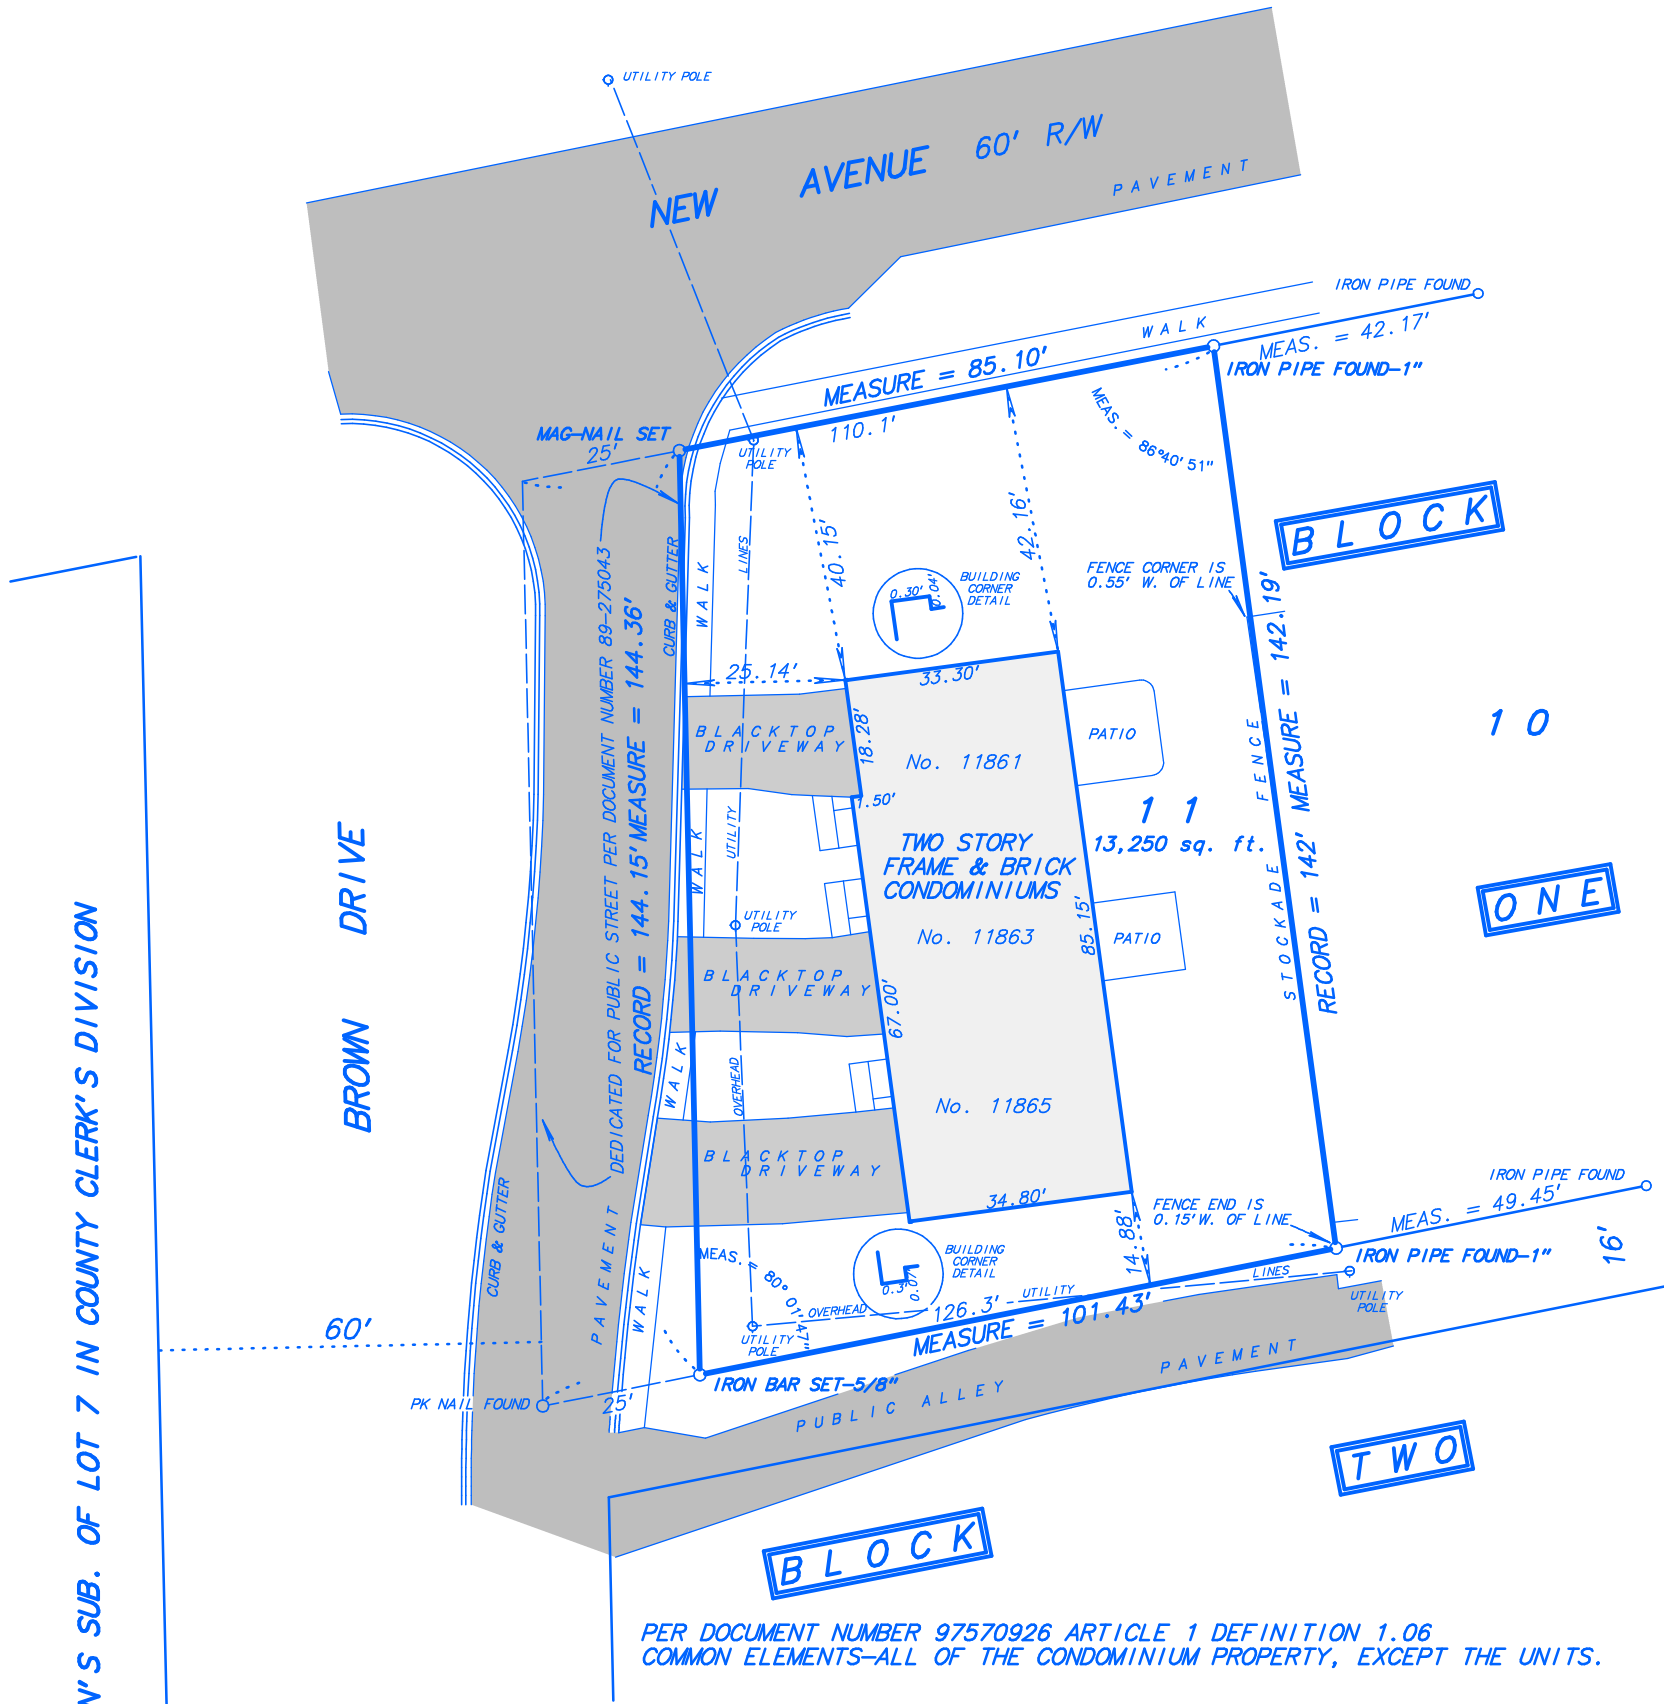 UTILITY POLE
NEW AVENUE 60' R/W
PAVEMENT
IRON PIPE FOUND
WALK
MEAS. = 42.17'
IRON PIPE FOUND-1"
MEASURE = 85.10'
110.1'
MAG-NAIL SET
25'
UTILITY
POLE
MEAS. = 86°40'51"
BLOCK
40.15'
42.16'
LINES
CURB & GUTTER
WALK
0.30'
0.04'
BUILDING
CORNER
DETAIL
FENCE CORNER IS
0.55' W. OF LINE
DEDICATED FOR PUBLIC STREET PER DOCUMENT NUMBER 89-275043
RECORD = 144.15' MEASURE = 144.36'
25.14'
33.30'
18.28'
BLACKTOP
DRIVEWAY
No. 11861
PATIO
STOCKADE FENCE
RECORD = 142' MEASURE = 142.19'
10
1.50'
11
13,250 sq. ft.
TWO STORY
FRAME & BRICK
CONDOMINIUMS
UTILITY
WALK
BROWN DRIVE
ONE
UTILITY
POLE
No. 11863
85.15'
PATIO
BLACKTOP
DRIVEWAY
67.00'
WALK
OVERHEAD
No. 11865
BLACKTOP
DRIVEWAY
34.80'
14.88'
FENCE END IS
0.15'W. OF LINE
IRON PIPE FOUND
MEAS. = 49.45'
IRON PIPE FOUND-1"
16'
CURB & GUTTER
PAVEMENT
WALK
MEAS. = 80°01'47"
BUILDING
CORNER
DETAIL
0.3'
0.07'
LINES
UTILITY
OVERHEAD
126.3'
MEASURE = 101.43'
UTILITY
POLE
UTILITY
POLE
60'
IRON BAR SET-5/8"
PK NAIL FOUND
25'
PUBLIC ALLEY
PAVEMENT
TWO
BLOCK
N'S SUB. OF LOT 7 IN COUNTY CLERK'S DIVISION
PER DOCUMENT NUMBER 97570926 ARTICLE 1 DEFINITION 1.06
COMMON ELEMENTS-ALL OF THE CONDOMINIUM PROPERTY, EXCEPT THE UNITS.